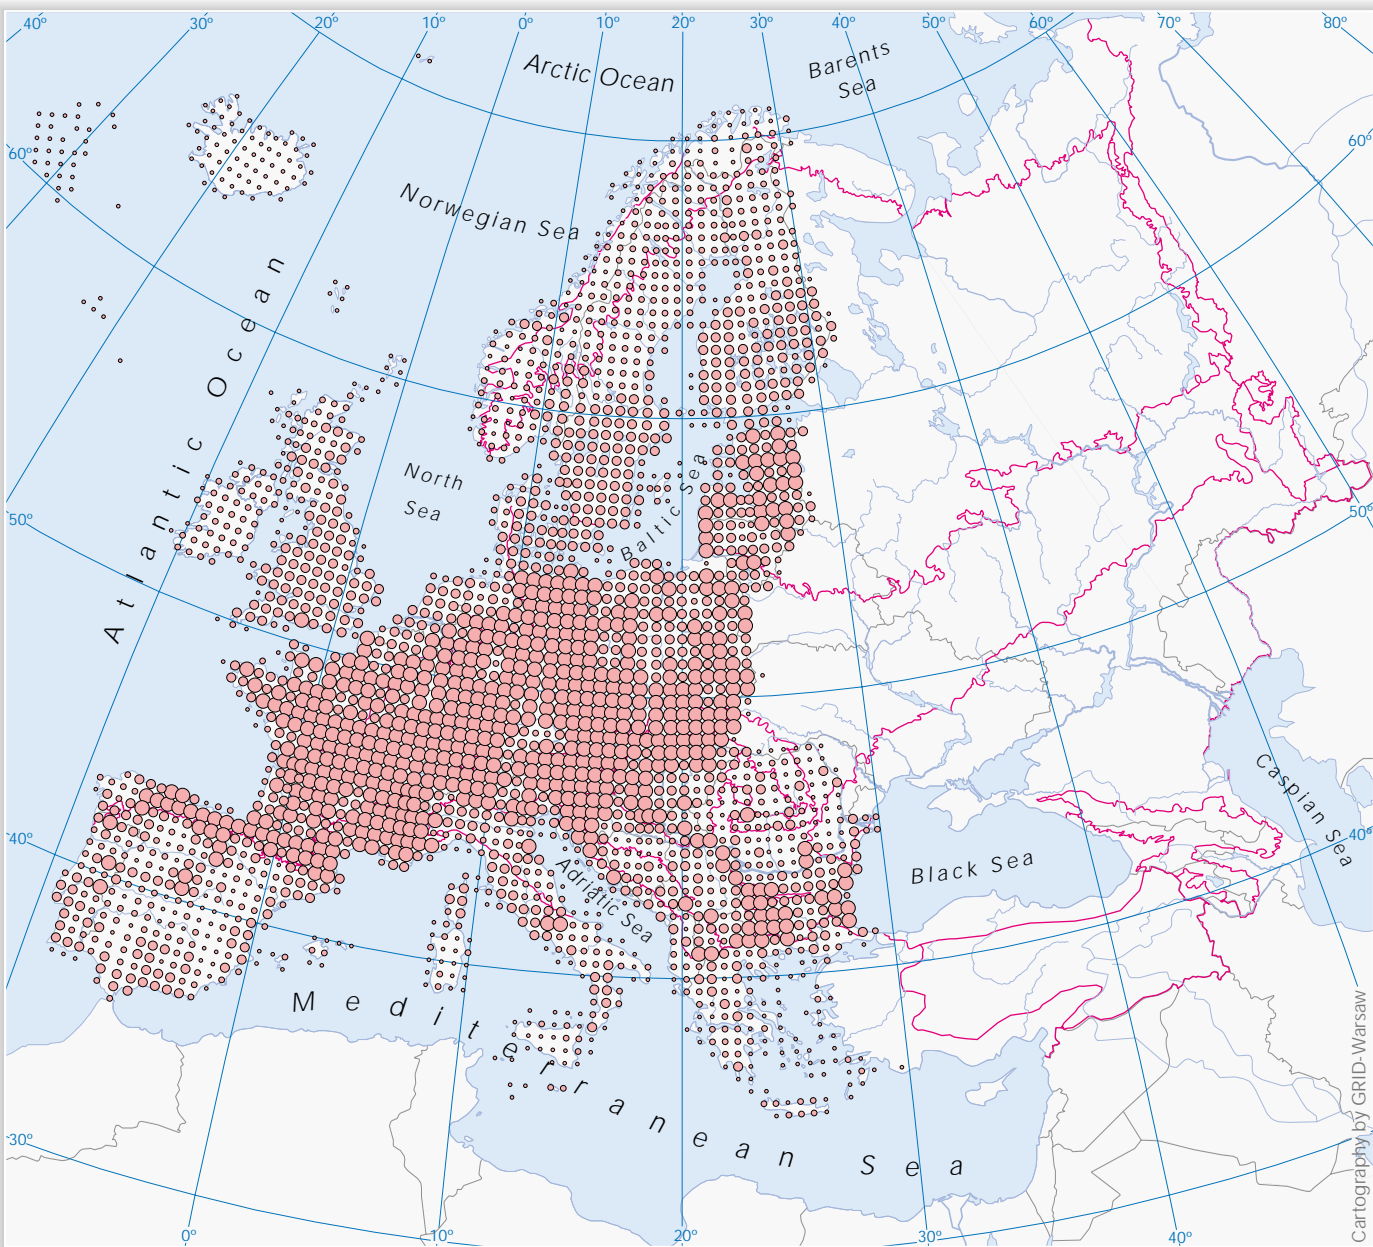 40° 30° 20° 10° 0° 10° 20° 30° 40° 50° 60° 70° 80°
Arctic Ocean
Barents
Sea
60°
60°
Norwegian Sea
Atlantic Ocean
North
Sea
Baltic Sea
50°
50°
Caspian Sea
40°
40°
Black Sea
Adriatic Sea
Mediterranean Sea
30°
0° 10° 20° 30° 40°
Cartography by GRID-Warsaw